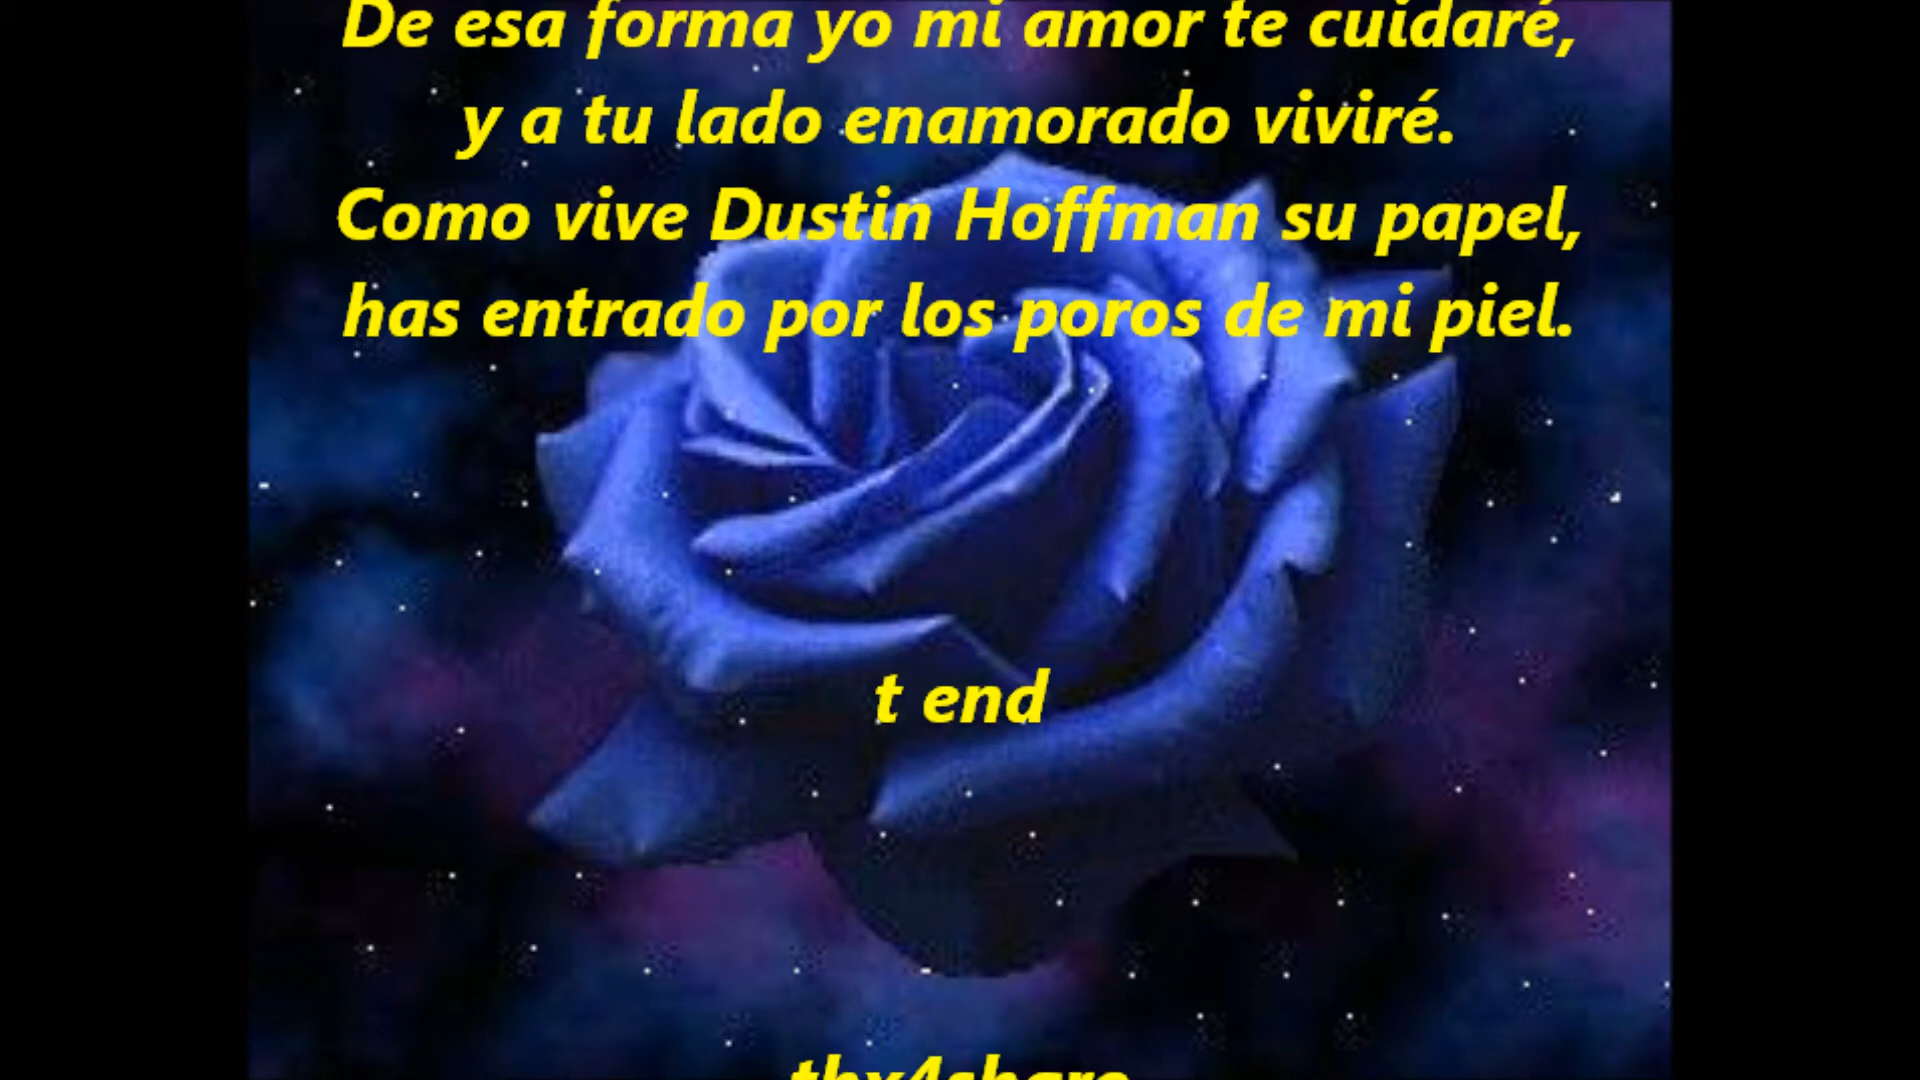 De esa forma yo mi amor te cuidaré,
y a tu lado enamorado viviré.
Como vive Dustin Hoffman su papel,
has entrado por los poros de mi piel.
t end
thx4share